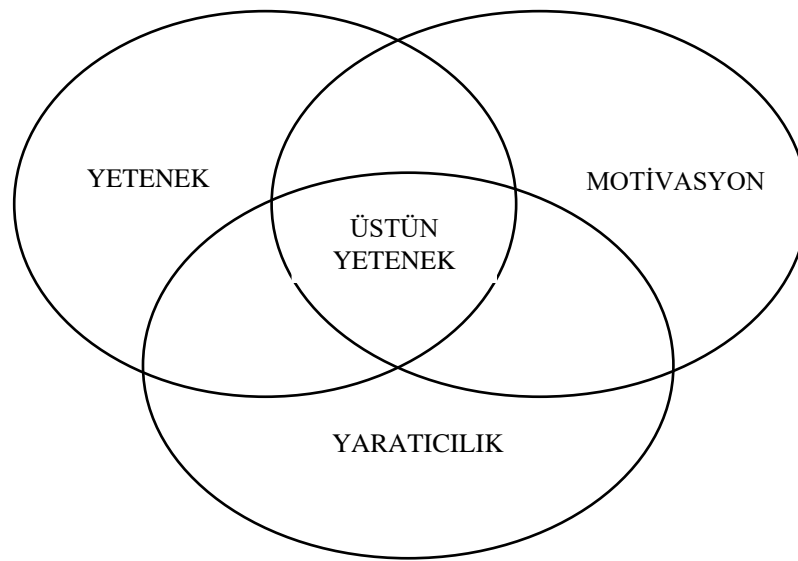 YETENEK
MOTİVASYON
ÜSTÜN
YETENEK
YARATICILIK